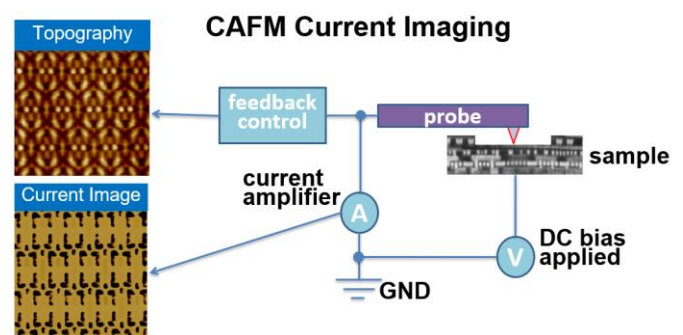 CAFM Current Imaging
Topography
feedback
control
probe
sample
Current Image
current
amplifier
A
V
DC bias
applied
GND